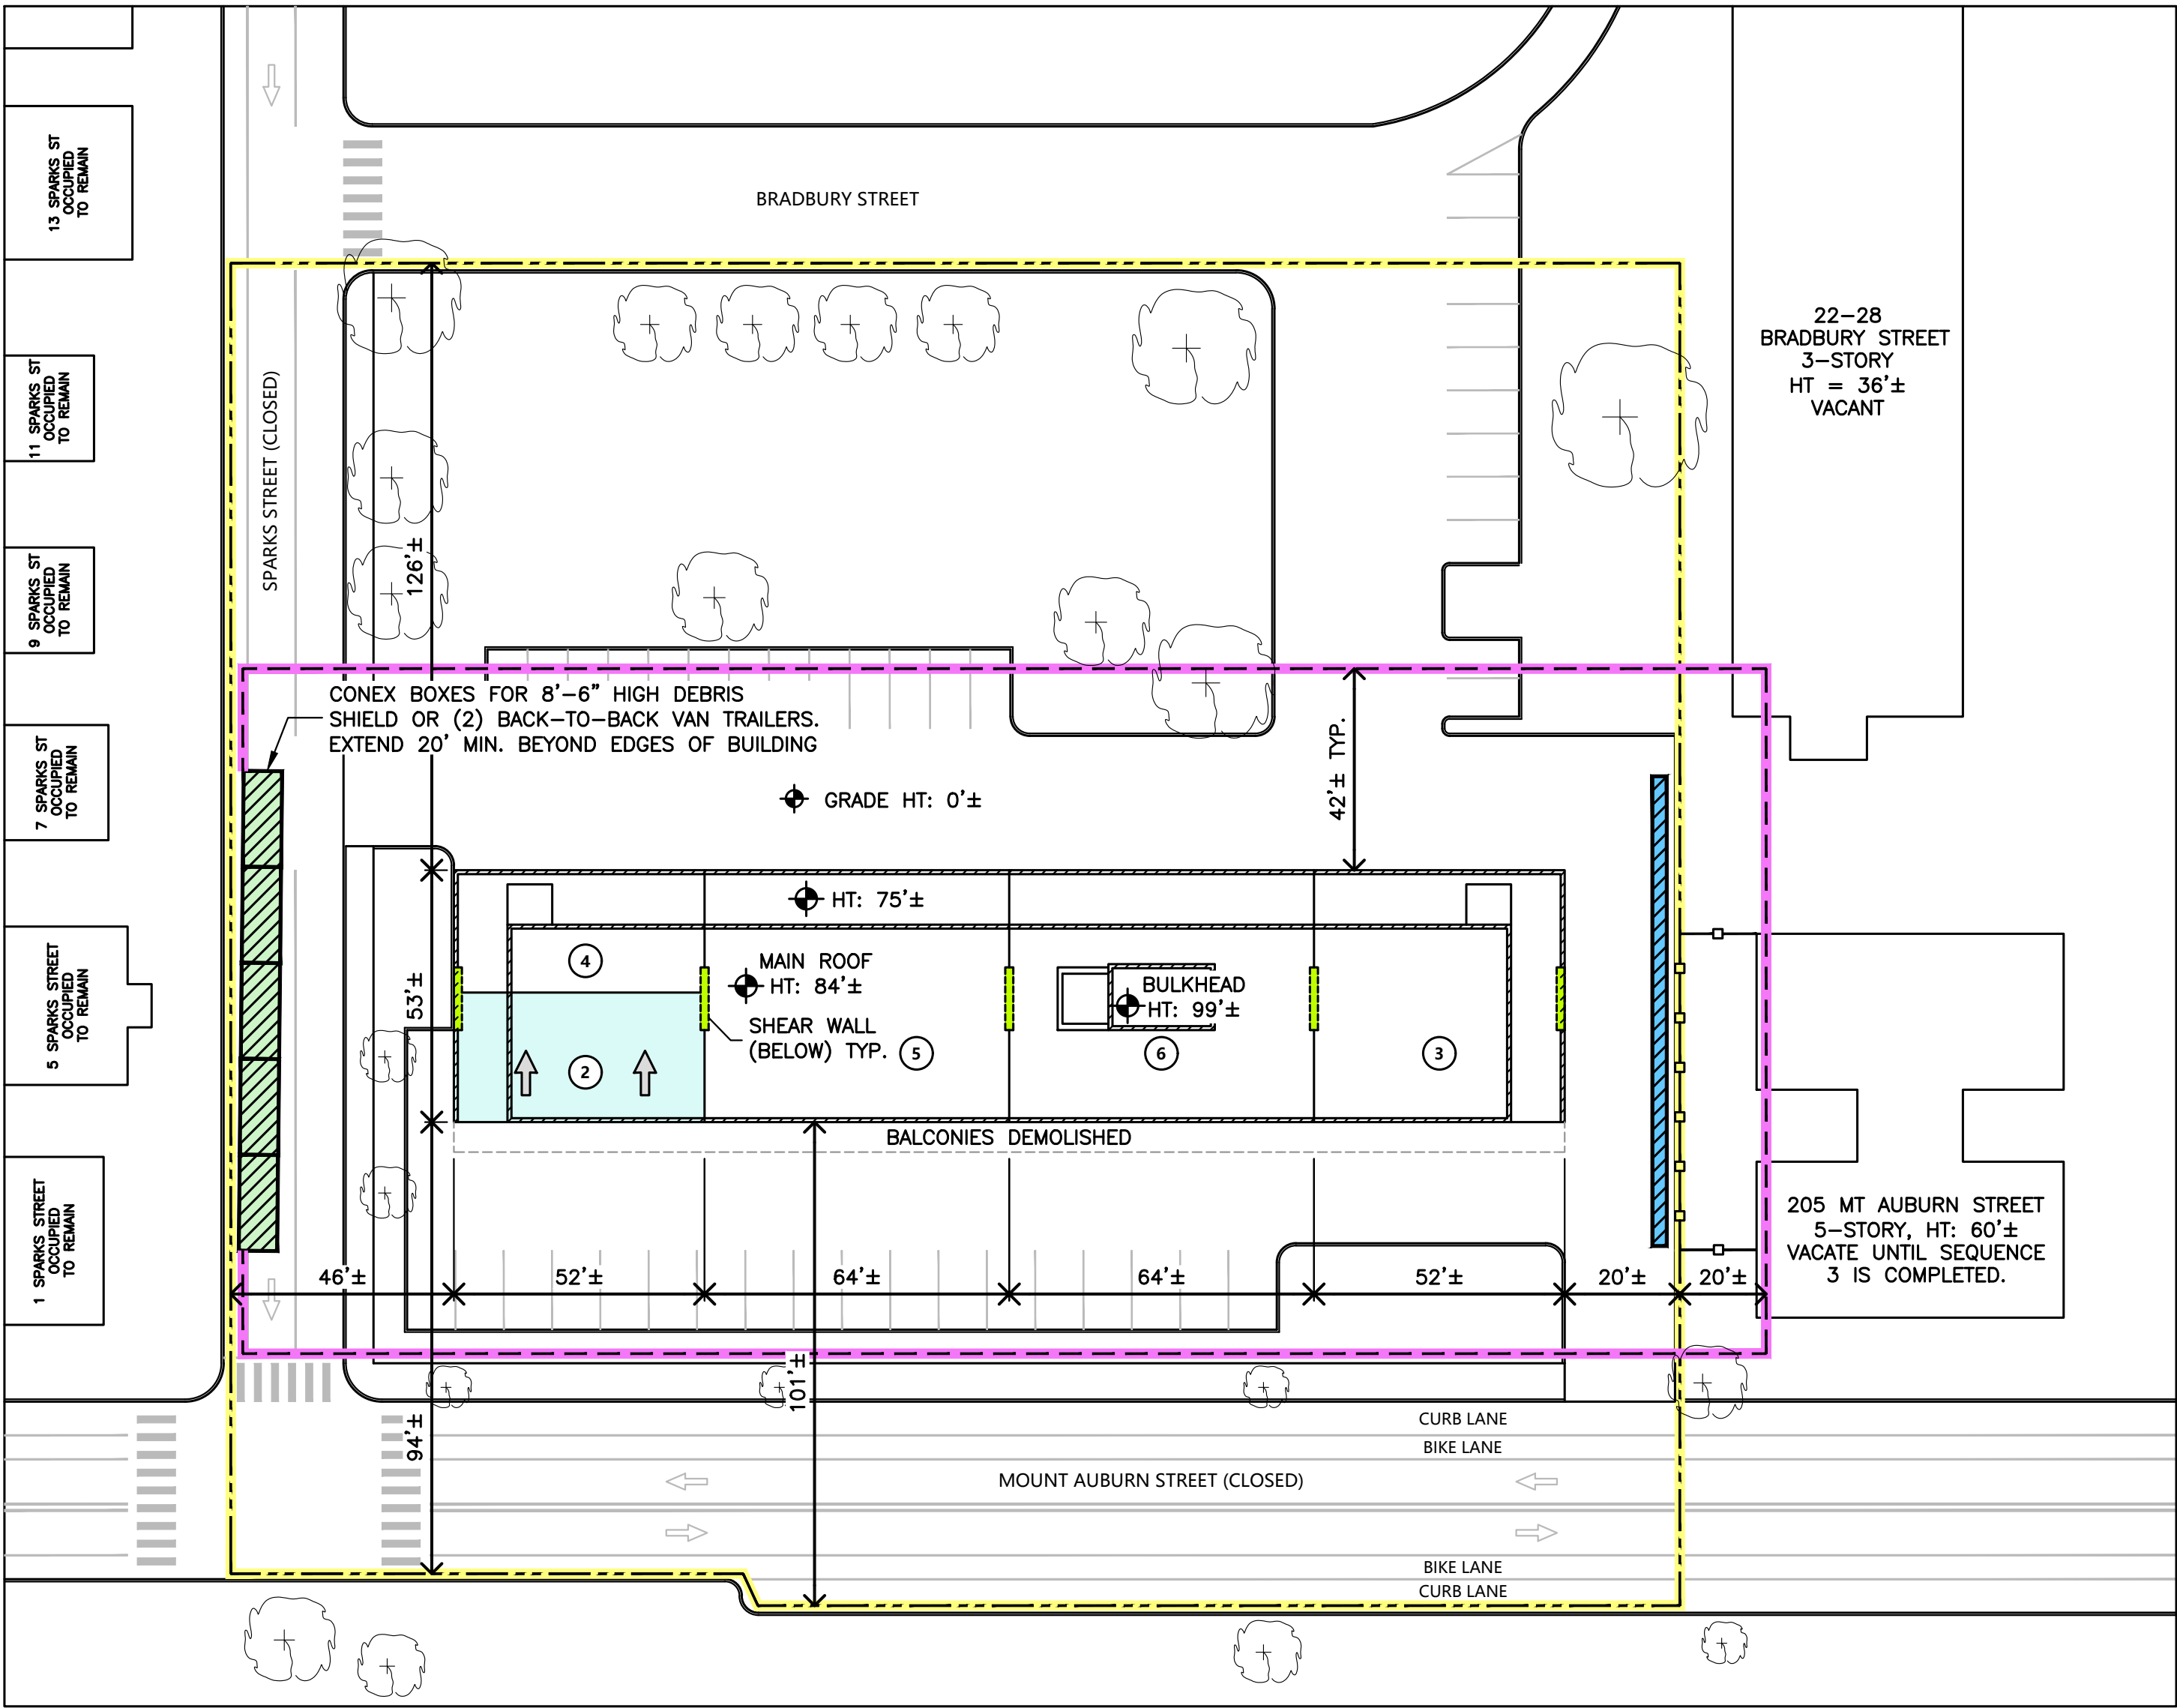 BRADBURY STREET
13 SPARKS ST
OCCUPIED
TO REMAIN
22-28
BRADBURY STREET
3-STORY
HT = 36'±
VACANT
11 SPARKS ST
OCCUPIED
TO REMAIN
SPARKS STREET (CLOSED)
126'±
9 SPARKS ST
OCCUPIED
TO REMAIN
CONEX BOXES FOR 8'-6" HIGH DEBRIS
SHIELD OR (2) BACK-TO-BACK VAN TRAILERS.
EXTEND 20' MIN. BEYOND EDGES OF BUILDING
42'± TYP.
7 SPARKS ST
OCCUPIED
TO REMAIN
GRADE HT: 0'±
HT: 75'±
4
MAIN ROOF
HT: 84'±
BULKHEAD
HT: 99'±
53'±
SHEAR WALL
(BELOW) TYP.
2
5
6
3
5 SPARKS STREET
OCCUPIED
TO REMAIN
BALCONIES DEMOLISHED
1 SPARKS STREET
OCCUPIED
TO REMAIN
205 MT AUBURN STREET
5-STORY, HT: 60'±
VACATE UNTIL SEQUENCE
3 IS COMPLETED.
46'±
52'±
64'±
64'±
52'±
20'±
20'±
101'±
94'±
CURB LANE
BIKE LANE
MOUNT AUBURN STREET (CLOSED)
BIKE LANE
CURB LANE